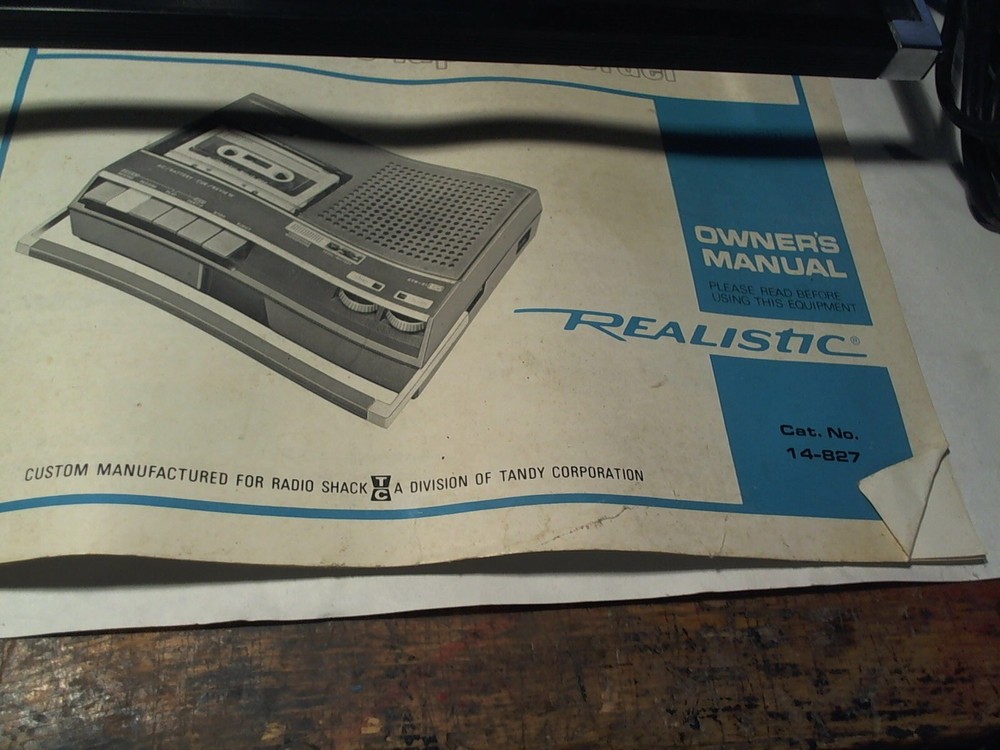 OWNER'S
MANUAL
PLEASE READ BEFORE
USING THIS EQUIPMENT
REALISTIC®
Cat. No.
14-827
CUSTOM MANUFACTURED FOR RADIO SHACK TC A DIVISION OF TANDY CORPORATION